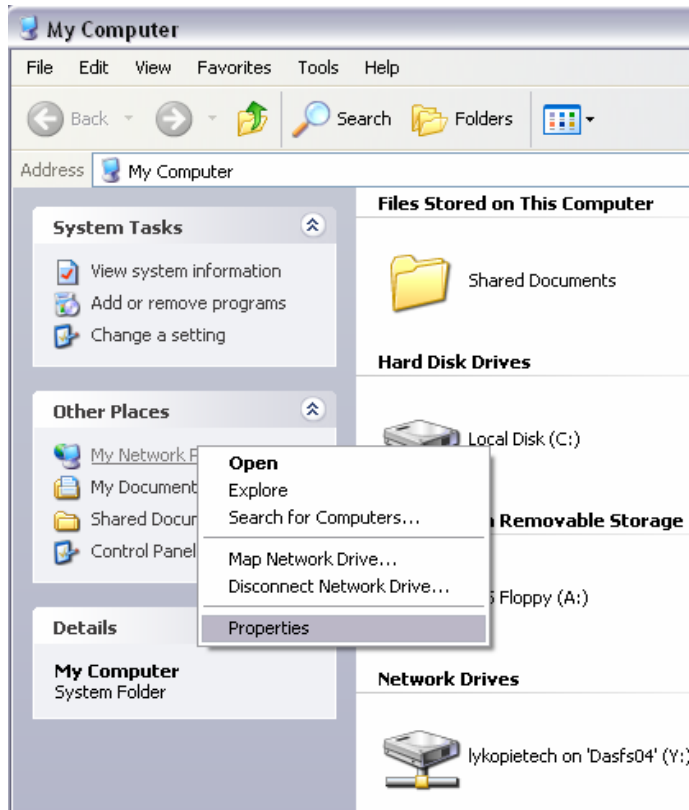 My Computer
File Edit View Favorites Tools Help
Back Search Folders
Address My Computer
System Tasks
View system information
Add or remove programs
Change a setting
Other Places
My Network
My Document
Shared
Control Panel
Details
My Computer
System Folder
Open
Explore
Search for Computers...
Map Network Drive...
Disconnect Network Drive...
Properties
Files Stored on This Computer
Shared Documents
Hard Disk Drives
Local Disk (C:)
Removable Storage
Floppy (A:)
Network Drives
lykopietech on 'Dasfs04' (Y:)